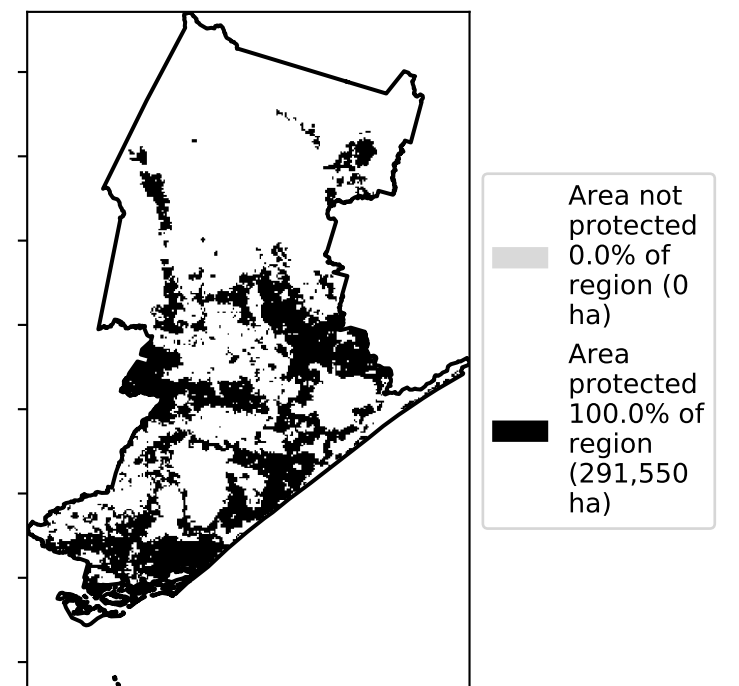 Area not
protected
0.0% of
region (0
ha)
Area
protected
100.0% of
region
(291,550
ha)